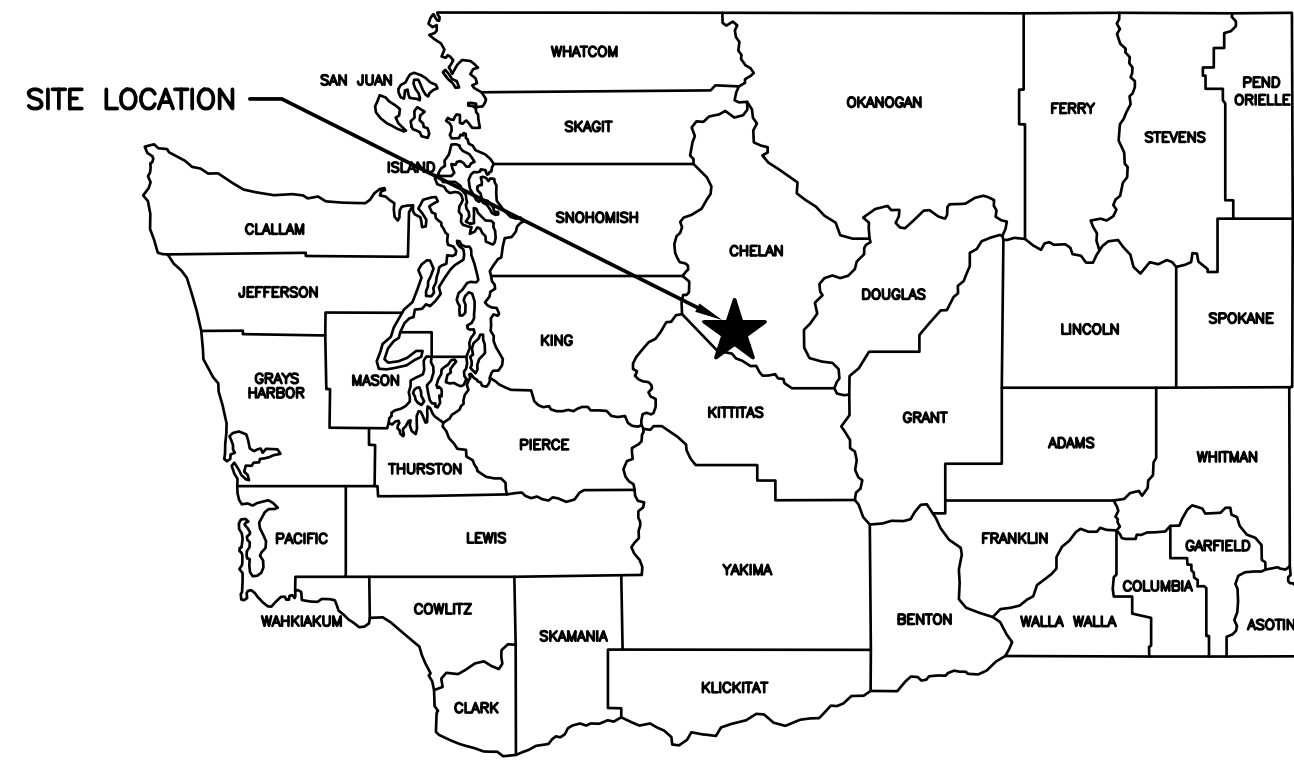 WHATCOM
SAN JUAN
SITE LOCATION
OKANOGAN
FERRY
PEND
ORIELLE
SKAGIT
STEVENS
ISLAND
SNOHOMISH
CLALLAM
CHELAN
JEFFERSON
DOUGLAS
LINCOLN
SPOKANE
KING
GRAYS
HARBOR
MASON
KITTITAS
GRANT
ADAMS
PIERCE
WHITMAN
THURSTON
PACIFIC
LEWIS
FRANKLIN
GARFIELD
YAKIMA
COLUMBIA
COWLITZ
WAHKIAKUM
SKAMANIA
BENTON
WALLA WALLA
ASOTIN
KLICKITAT
CLARK